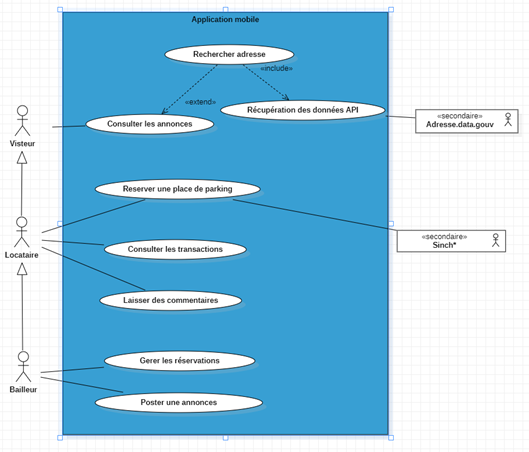 Application mobile
Rechercher adresse
«include»
«extend»
Récupération des données API
Consulter les annonces
«secondaire»
Adresse.data.gouv
Visteur
Reserver une place de parking
«secondaire»
Sinch*
Locataire
Consulter les transactions
Laisser des commentaires
Gerer les réservations
Bailleur
Poster une annonces